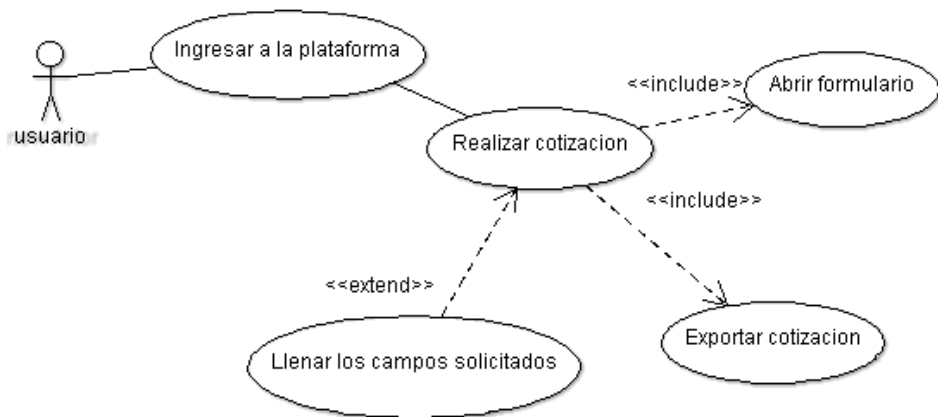 Ingresar a la plataforma
usuario
<<include>>
Abrir formulario
Realizar cotizacion
<<include>>
<<extend>>
Llenar los campos solicitados
Exportar cotizacion